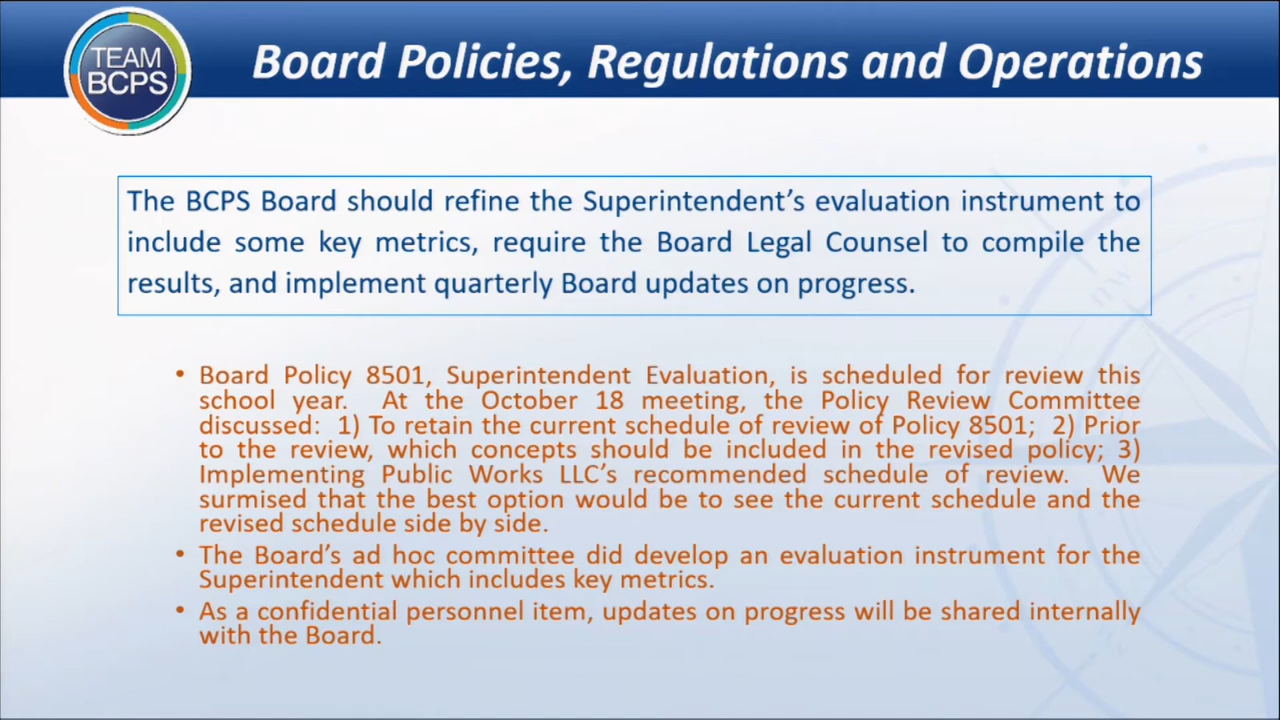 TEAM
BCPS
Board Policies, Regulations and Operations
The BCPS Board should refine the Superintendent's evaluation instrument to
include some key metrics, require the Board Legal Counsel to compile the
results, and implement quarterly Board updates on progress.
• Board Policy 8501, Superintendent Evaluation, is scheduled for review this
school year. At the October 18 meeting, the Policy Review Committee
discussed: 1) To retain the current schedule of review of Policy 8501; 2) Prior
to the review, which concepts should be included in the revised policy; 3)
Implementing Public Works LLC's recommended schedule of review. We
surmised that the best option would be to see the current schedule and the
revised schedule side by side.
• The Board's ad hoc committee did develop an evaluation instrument for the
Superintendent which includes key metrics.
• As a confidential personnel item, updates on progress will be shared internally
with the Board.